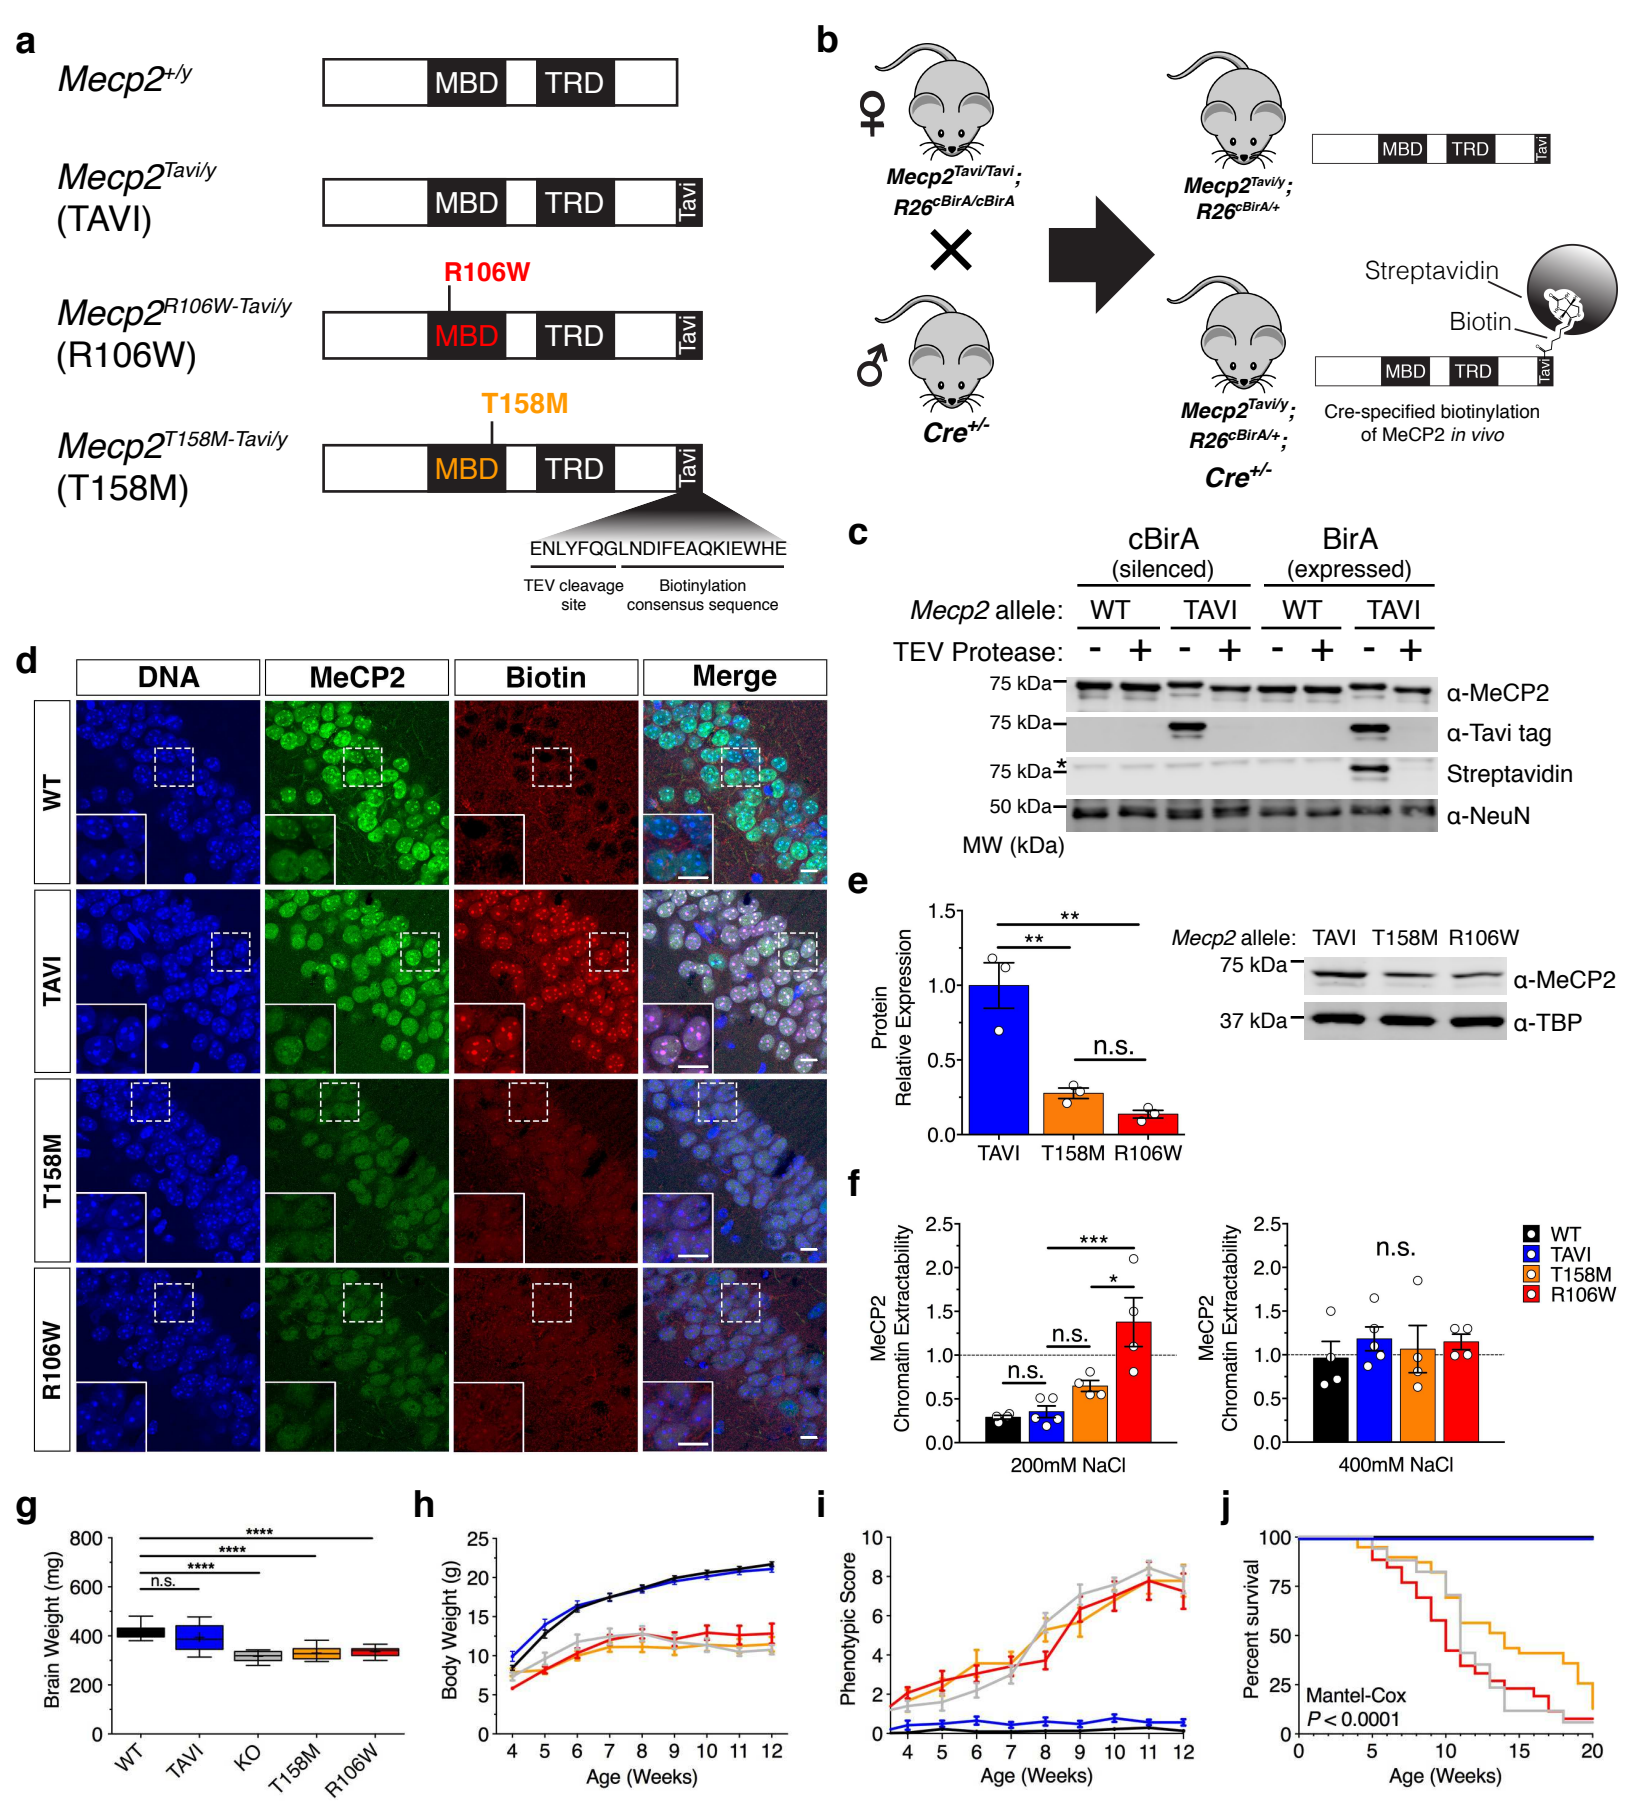 a
Mecp2+/y
MBD TRD
Mecp2Tavi/y
(TAVI)
MBD TRD Tavi
R106W
Mecp2R106W-Tavi/y
(R106W)
MBD TRD Tavi
T158M
Mecp2T158M-Tavi/y
(T158M)
MBD TRD Tavi
ENLYFQGLNDIFEAQKIEWHE
TEV cleavage
site
Biotinylation
consensus sequence
b
♀
Mecp2Tavi/Tavi;
R26cBirA/cBirA
♂
Cre+/-
Mecp2Tavi/y;
R26cBirA/+
MBD TRD Tavi
Mecp2Tavi/y;
R26cBirA/+;
Cre+/-
Streptavidin
Biotin
MBD TRD Tavi
Cre-specified biotinylation
of MeCP2 in vivo
c
cBirA
(silenced)
BirA
(expressed)
Mecp2 allele: WT TAVI WT TAVI
TEV Protease: - + - + - + - +
75 kDa α-MeCP2
75 kDa α-Tavi tag
*
75 kDa Streptavidin
50 kDa α-NeuN
MW (kDa)
d
DNA MeCP2 Biotin Merge
WT
TAVI
T158M
R106W
e
Protein
Relative Expression
1.5
1.0
0.5
0.0
**
**
n.s.
TAVI T158M R106W
Mecp2 allele: TAVI T158M R106W
75 kDa α-MeCP2
37 kDa α-TBP
f
MeCP2
Chromatin Extractability
2.5
2.0
1.5
1.0
0.5
0.0
***
*
n.s.
n.s.
200mM NaCl
MeCP2
Chromatin Extractability
2.5
2.0
1.5
1.0
0.5
0.0
n.s.
400mM NaCl
WT
TAVI
T158M
R106W
g
Brain Weight (mg)
800
600
400
200
0
****
****
****
n.s.
WT TAVI KO T158M R106W
h
Body Weight (g)
25
20
15
10
5
0
4 5 6 7 8 9 10 11 12
Age (Weeks)
i
Phenotypic Score
10
8
6
4
2
0
4 5 6 7 8 9 10 11 12
Age (Weeks)
j
Percent survival
100
75
50
25
0
Mantel-Cox
P < 0.0001
0 5 10 15 20
Age (Weeks)